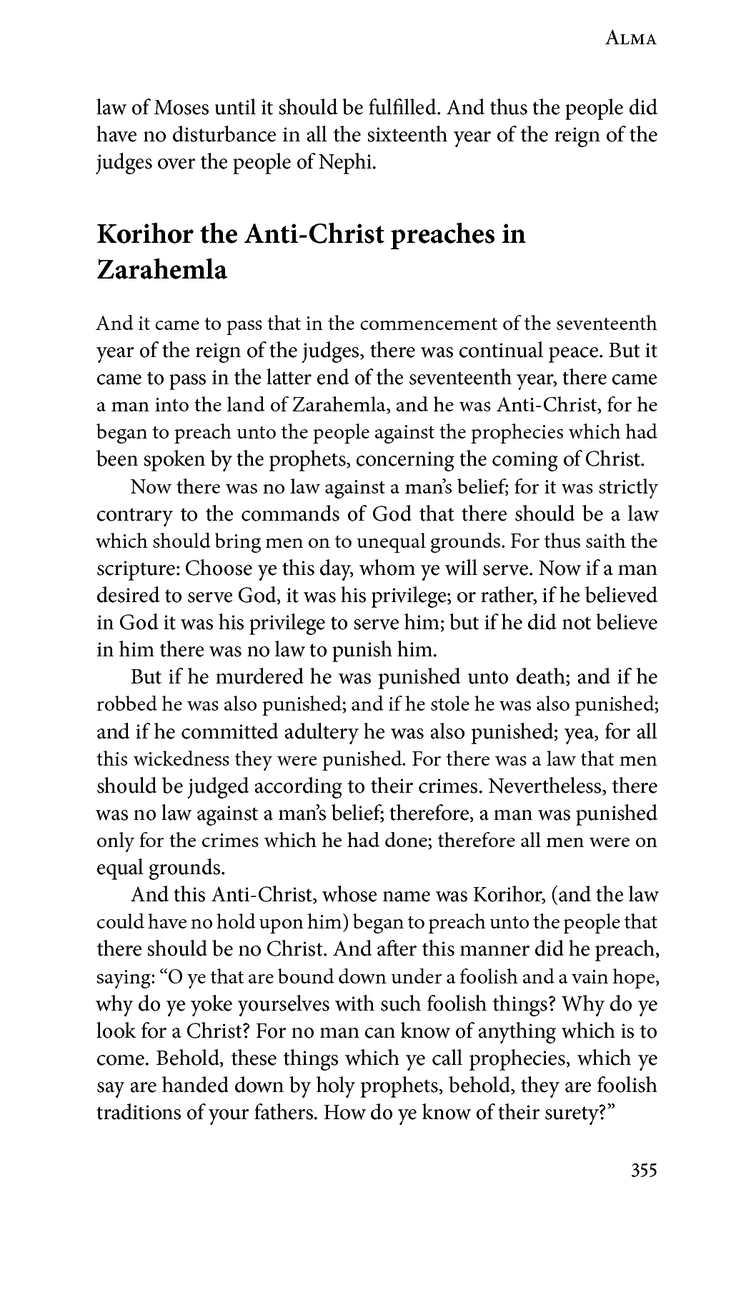 Alma
law of Moses until it should be fulfilled. And thus the people did
have no disturbance in all the sixteenth year of the reign of the
judges over the people of Nephi.
Korihor the Anti-Christ preaches in
Zarahemla
And it came to pass that in the commencement of the seventeenth
year of the reign of the judges, there was continual peace. But it
came to pass in the latter end of the seventeenth year, there came
a man into the land of Zarahemla, and he was Anti-Christ, for he
began to preach unto the people against the prophecies which had
been spoken by the prophets, concerning the coming of Christ.
Now there was no law against a man’s belief; for it was strictly
contrary to the commands of God that there should be a law
which should bring men on to unequal grounds. For thus saith the
scripture: Choose ye this day, whom ye will serve. Now if a man
desired to serve God, it was his privilege; or rather, if he believed
in God it was his privilege to serve him; but if he did not believe
in him there was no law to punish him.
But if he murdered he was punished unto death; and if he
robbed he was also punished; and if he stole he was also punished;
and if he committed adultery he was also punished; yea, for all
this wickedness they were punished. For there was a law that men
should be judged according to their crimes. Nevertheless, there
was no law against a man’s belief; therefore, a man was punished
only for the crimes which he had done; therefore all men were on
equal grounds.
And this Anti-Christ, whose name was Korihor, (and the law
could have no hold upon him) began to preach unto the people that
there should be no Christ. And after this manner did he preach,
saying: “O ye that are bound down under a foolish and a vain hope,
why do ye yoke yourselves with such foolish things? Why do ye
look for a Christ? For no man can know of anything which is to
come. Behold, these things which ye call prophecies, which ye
say are handed down by holy prophets, behold, they are foolish
traditions of your fathers. How do ye know of their surety?”
355